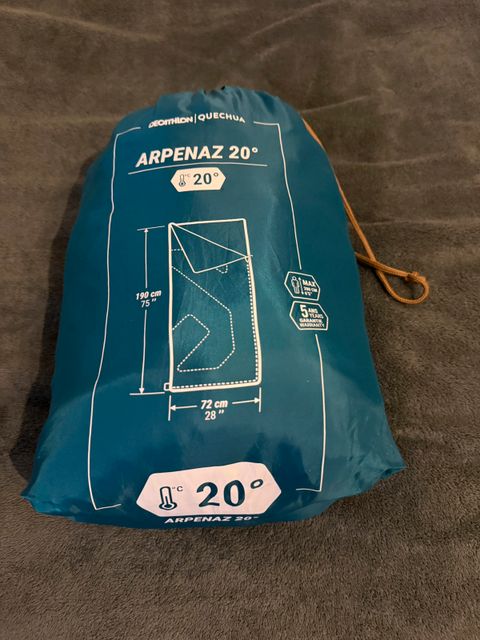 DECATHLON | QUECHUA
ARPENAZ 20°
°C 20°
190 cm
75"
MAX
5 ANS
YEARS
GARANTIE
WARRANTY
72 cm
28"
°C 20°
ARPENAZ 20°